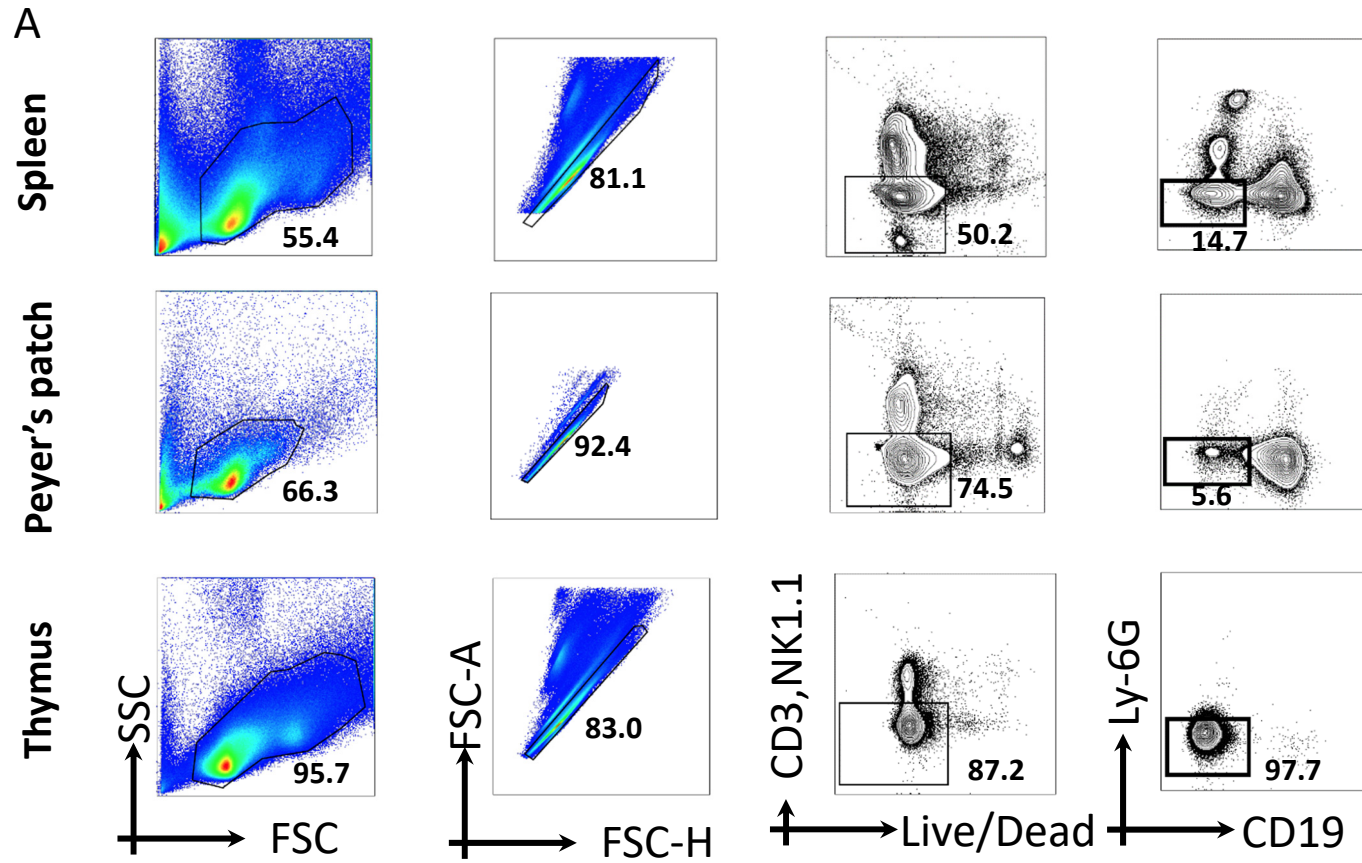 A
Spleen
55.4
81.1
50.2
14.7
Peyer's patch
66.3
92.4
74.5
5.6
Thymus
SSC
95.7
FSC
FSC-A
83.0
FSC-H
CD3,NK1.1
87.2
Live/Dead
Ly-6G
97.7
CD19